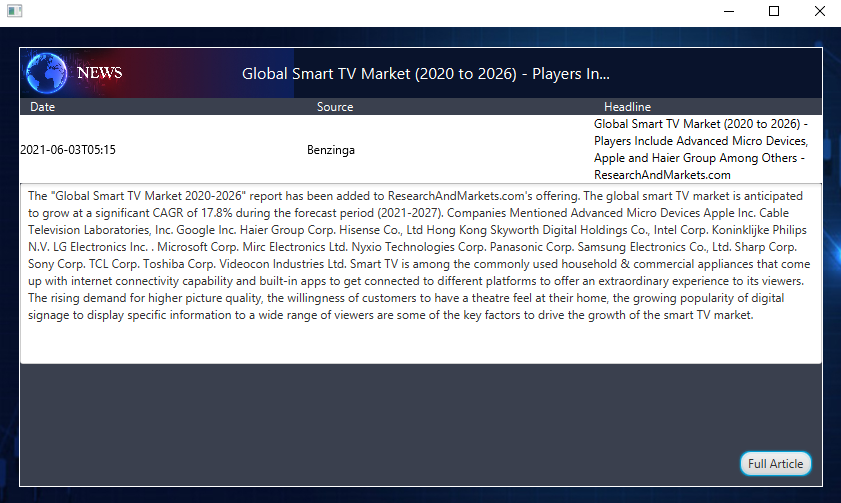 NEWS
Global Smart TV Market (2020 to 2026) - Players In...
Date
Source
Headline
2021-06-03T05:15
Benzinga
Global Smart TV Market (2020 to 2026) -
Players Include Advanced Micro Devices,
Apple and Haier Group Among Others -
ResearchAndMarkets.com
The "Global Smart TV Market 2020-2026" report has been added to ResearchAndMarkets.com's offering. The global smart TV market is anticipated
to grow at a significant CAGR of 17.8% during the forecast period (2021-2027). Companies Mentioned Advanced Micro Devices Apple Inc. Cable
Television Laboratories, Inc. Google Inc. Haier Group Corp. Hisense Co., Ltd Hong Kong Skyworth Digital Holdings Co., Intel Corp. Koninklijke Philips
N.V. LG Electronics Inc. . Microsoft Corp. Mirc Electronics Ltd. Nyxio Technologies Corp. Panasonic Corp. Samsung Electronics Co., Ltd. Sharp Corp.
Sony Corp. TCL Corp. Toshiba Corp. Videocon Industries Ltd. Smart TV is among the commonly used household & commercial appliances that come
up with internet connectivity capability and built-in apps to get connected to different platforms to offer an extraordinary experience to its viewers.
The rising demand for higher picture quality, the willingness of customers to have a theatre feel at their home, the growing popularity of digital
signage to display specific information to a wide range of viewers are some of the key factors to drive the growth of the smart TV market.
Full Article